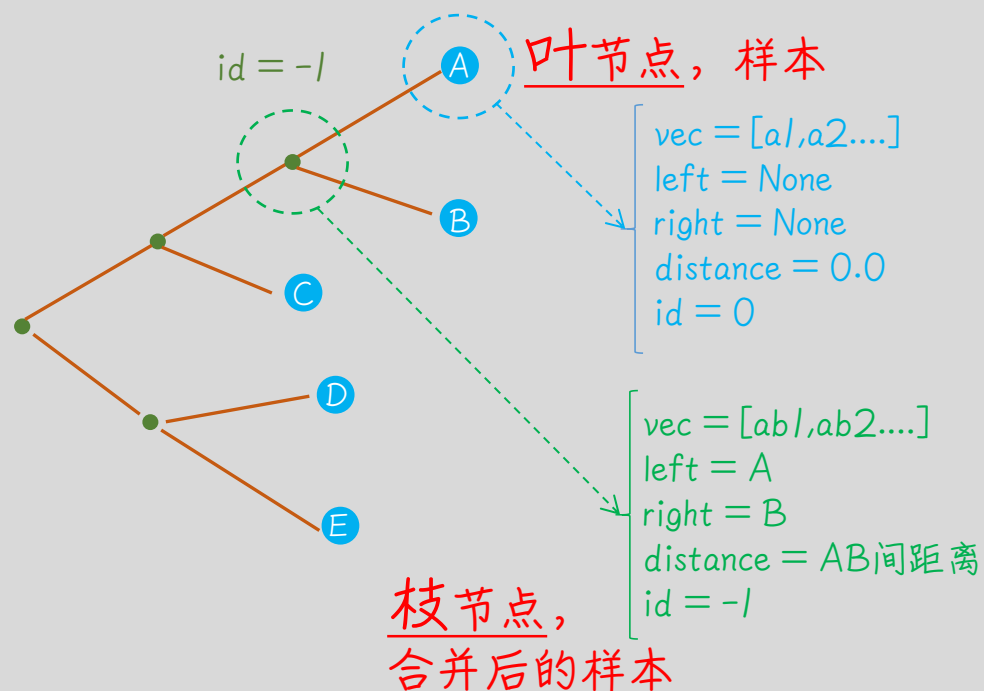 id = -1
A
叶节点，样本
vec = [a1,a2....]
left = None
right = None
distance = 0.0
id = 0
B
C
D
E
vec = [ab1,ab2....]
left = A
right = B
distance = AB间距离
id = -1
枝节点，
合并后的样本